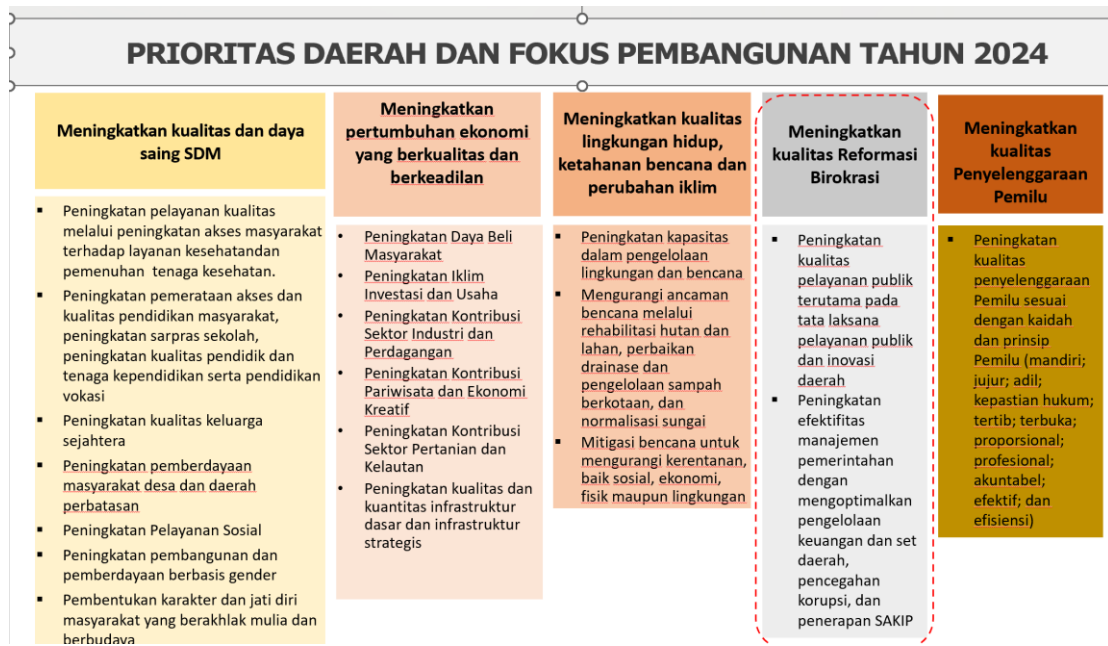 PRIORITAS DAERAH DAN FOKUS PEMBANGUNAN TAHUN 2024
Meningkatkan kualitas dan daya
saing SDM
▪ Peningkatan pelayanan kualitas
melalui peningkatan akses masyarakat
terhadap layanan kesehatandan
pemenuhan tenaga kesehatan.
▪ Peningkatan pemerataan akses dan
kualitas pendidikan masyarakat,
peningkatan sarpras sekolah,
peningkatan kualitas pendidik dan
tenaga kependidikan serta pendidikan
vokasi
▪ Peningkatan kualitas keluarga
sejahtera
▪ Peningkatan pemberdayaan
masyarakat desa dan daerah
perbatasan
▪ Peningkatan Pelayanan Sosial
▪ Peningkatan pembangunan dan
pemberdayaan berbasis gender
▪ Pembentukan karakter dan jati diri
masyarakat yang berakhlak mulia dan
berbudaya
Meningkatkan
pertumbuhan ekonomi
yang berkualitas dan
berkeadilan
• Peningkatan Daya Beli
Masyarakat
• Peningkatan Iklim
Investasi dan Usaha
• Peningkatan Kontribusi
Sektor Industri dan
Perdagangan
• Peningkatan Kontribusi
Pariwisata dan Ekonomi
Kreatif
• Peningkatan Kontribusi
Sektor Pertanian dan
Kelautan
• Peningkatan kualitas dan
kuantitas infrastruktur
dasar dan infrastruktur
strategis
Meningkatkan kualitas
lingkungan hidup,
ketahanan bencana dan
perubahan iklim
▪ Peningkatan kapasitas
dalam pengelolaan
lingkungan dan bencana
▪ Mengurangi ancaman
bencana melalui
rehabilitasi hutan dan
lahan, perbaikan
drainase dan
pengelolaan sampah
berkotaan, dan
normalisasi sungai
▪ Mitigasi bencana untuk
mengurangi kerentanan,
baik sosial, ekonomi,
fisik maupun lingkungan
Meningkatkan
kualitas Reformasi
Birokrasi
▪ Peningkatan
kualitas
pelayanan publik
terutama pada
tata laksana
pelayanan publik
dan inovasi
daerah
▪ Peningkatan
efektifitas
manajemen
pemerintahan
dengan
mengoptimalkan
pengelolaan
keuangan dan set
daerah,
pencegahan
korupsi, dan
penerapan SAKIP
Meningkatkan
kualitas
Penyelenggaraan
Pemilu
▪ Peningkatan
kualitas
penyelenggaraan
Pemilu sesuai
dengan kaidah
dan prinsip
Pemilu (mandiri;
jujur; adil;
kepastian hukum;
tertib; terbuka;
proporsional;
profesional;
akuntabel;
efektif; dan
efisiensi)